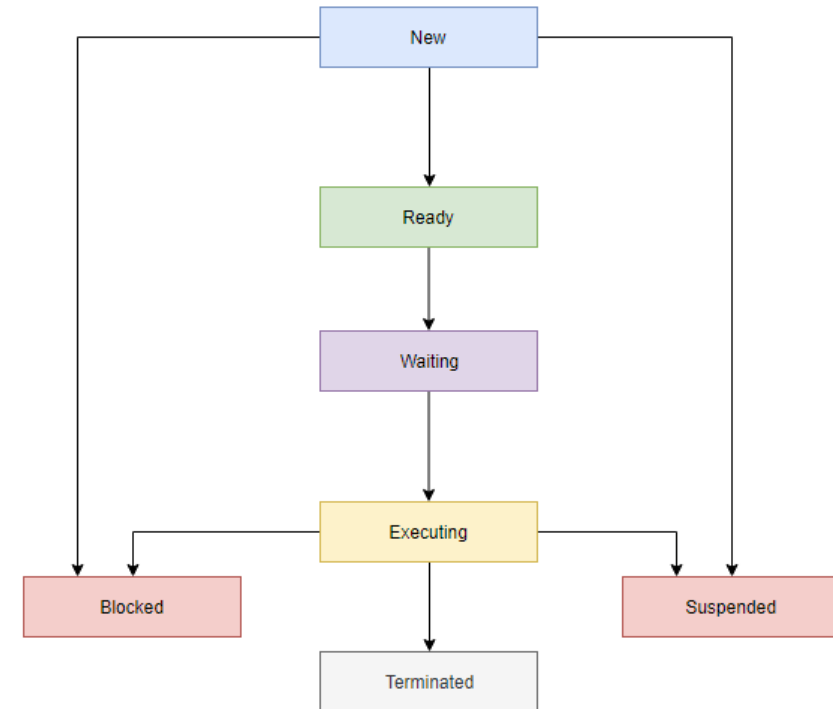 New
Ready
Waiting
Executing
Blocked
Suspended
Terminated